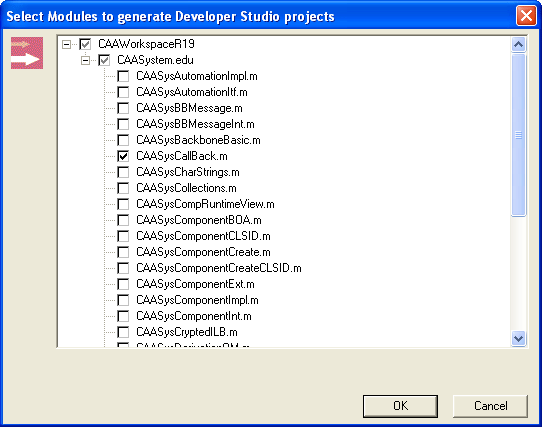 Select Modules to generate Developer Studio projects
CAAWorkspaceR19
CAASystem.edu
CAASysAutomationImpl.m
CAASysAutomationItf.m
CAASysBBMessage.m
CAASysBBMessageInt.m
CAASysBackboneBasic.m
CAASysCallBack.m
CAASysCharStrings.m
CAASysCollections.m
CAASysCompRuntimeView.m
CAASysComponentBOA.m
CAASysComponentCLSID.m
CAASysComponentCreate.m
CAASysComponentCreateCLSID.m
CAASysComponentExt.m
CAASysComponentImpl.m
CAASysComponentInt.m
CAASysCryptedILB.m
OK
Cancel